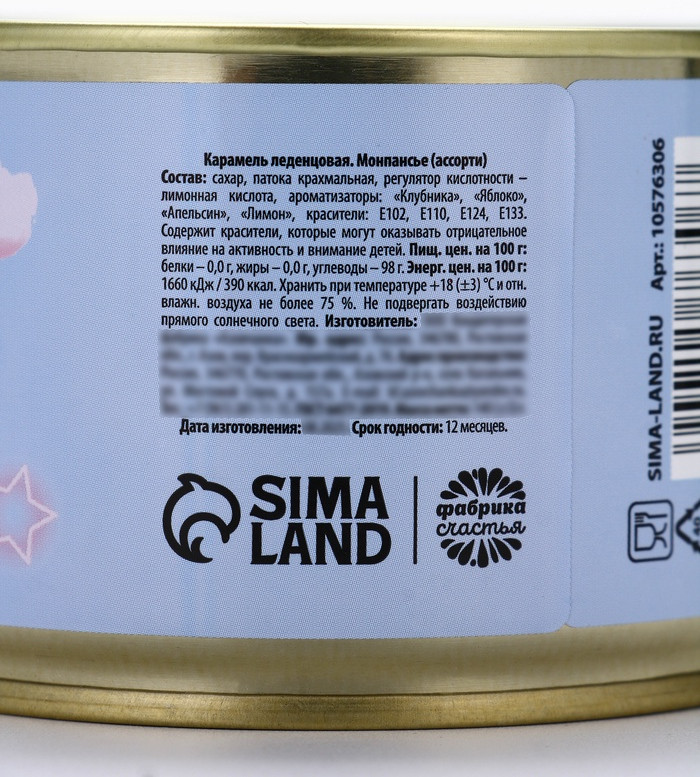 Карамель леденцовая. Монпансье (ассорти)
Состав: сахар, патока крахмальная, регулятор кислотности –
лимонная кислота, ароматизаторы: «Клубника», «Яблоко»,
«Апельсин», «Лимон», красители: Е102, Е110, Е124, Е133.
Содержит красители, которые могут оказывать отрицательное
влияние на активность и внимание детей. Пищ. цен. на 100 г:
белки – 0,0 г, жиры – 0,0 г, углеводы – 98 г. Энерг. цен. на 100 г:
1660 кДж / 390 ккал. Хранить при температуре +18 (±3) °С и отн.
влажн. воздуха не более 75 %. Не подвергать воздействию
прямого солнечного света. Изготовитель:
Дата изготовления: Срок годности: 12 месяцев.
SIMA
LAND
фабрика
счастья
SIMA-LAND.RU Арт.: 10576306